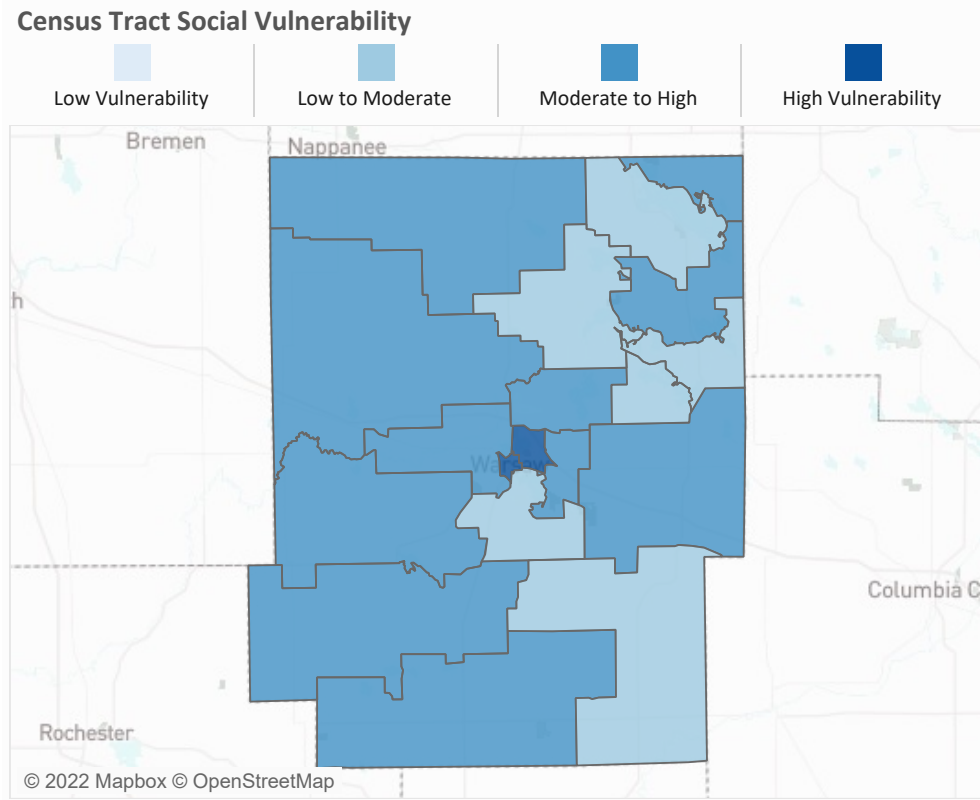 Census Tract Social Vulnerability
Low Vulnerability
Low to Moderate
Moderate to High
High Vulnerability
Bremen
Nappanee
h
Warsaw
Columbia C
Rochester
© 2022 Mapbox © OpenStreetMap